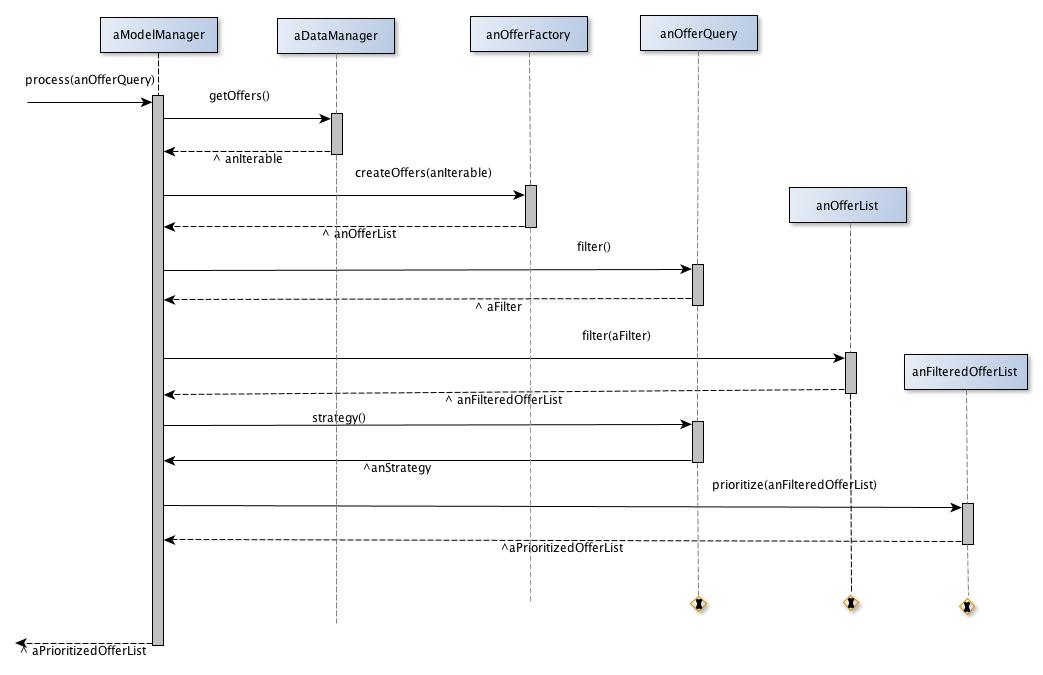 aModelManager
aDataManager
anOfferFactory
anOfferQuery
process(anOfferQuery)
getOffers()
^ anIterable
createOffers(anIterable)
anOfferList
^ anOfferList
filter()
^ aFilter
filter(aFilter)
anFilteredOfferList
^ anFilteredOfferList
strategy()
^anStrategy
prioritize(anFilteredOfferList)
^aPrioritizedOfferList
^ aPrioritizedOfferList